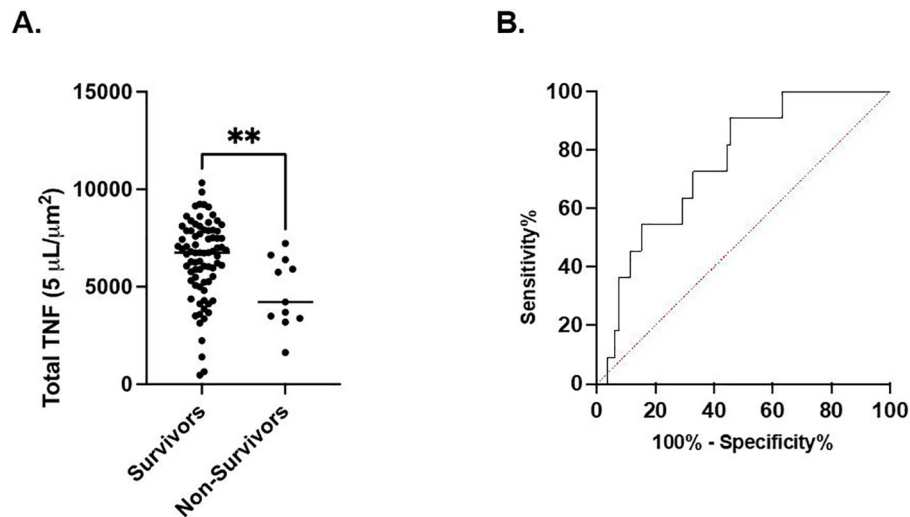 A.
B.
15000
10000
5000
0
Total TNF (5 µL/µm²)
**
Survivors
Non-Survivors
100
80
60
40
20
0
Sensitivity%
0 20 40 60 80 100
100% - Specificity%